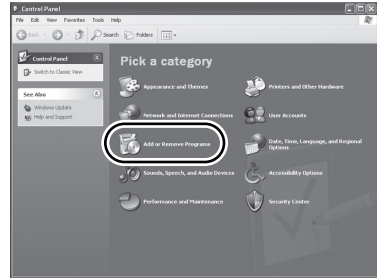 Control Panel
File Edit View Favorites Tools Help
Back Search Folders
Control Panel
Switch to Classic View
See Also
Windows Update
Help and Support
Pick a category
Appearance and Themes
Printers and Other Hardware
Network and Internet Connections
User Accounts
Add or Remove Programs
Date, Time, Language, and Regional
Options
Sounds, Speech, and Audio Devices
Accessibility Options
Performance and Maintenance
Security Center